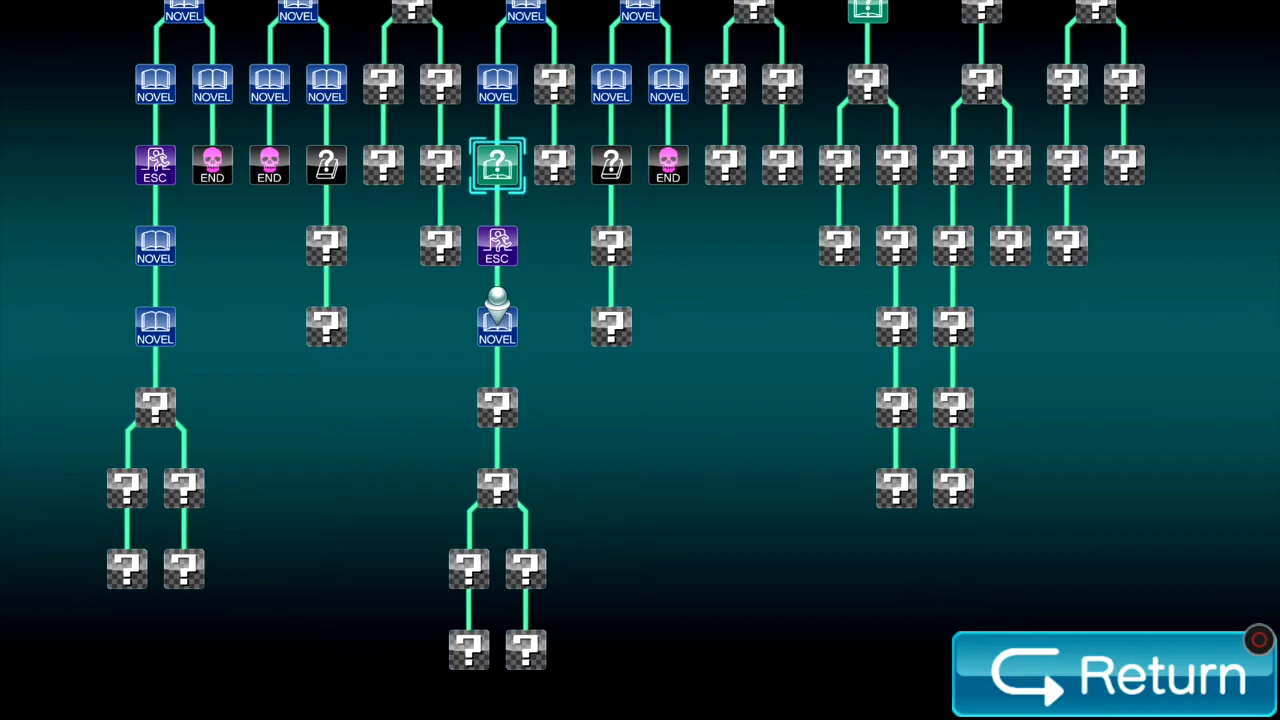 NOVEL NOVEL ? NOVEL NOVEL ? ? ? ?
NOVEL NOVEL NOVEL NOVEL ? ? NOVEL ? NOVEL NOVEL ? ? ? ? ? ?
ESC END END ? ? ? ? ? ? END ? ? ? ? ? ? ? ?
NOVEL ? ? ESC ? ? ? ? ? ?
NOVEL ? NOVEL ? ? ?
? ? ? ?
? ? ? ? ?
? ? ? ?
? ?
Return